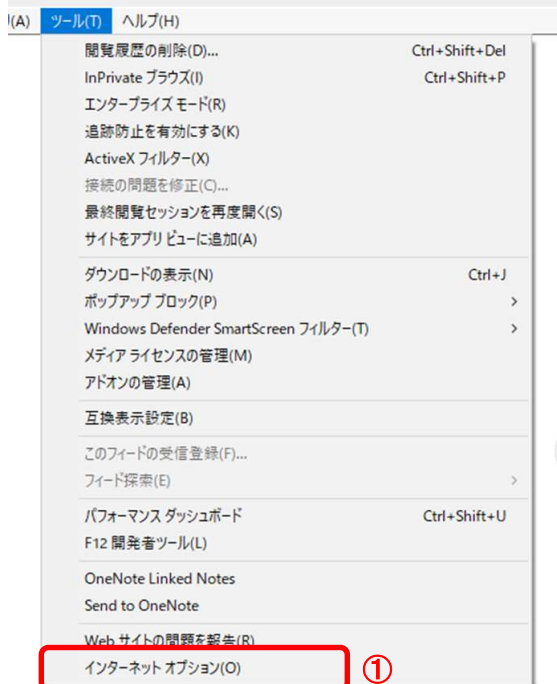 (A) ツール(T) ヘルプ(H)
閲覧履歴の削除(D)... Ctrl+Shift+Del
InPrivate ブラウズ(I) Ctrl+Shift+P
エンタープライズ モード(R)
追跡防止を有効にする(K)
ActiveX フィルター(X)
接続の問題を修正(C)...
最終閲覧セッションを再度開く(S)
サイトをアプリ ビューに追加(A)
ダウンロードの表示(N) Ctrl+J
ポップアップ ブロック(P) >
Windows Defender SmartScreen フィルター(T) >
メディア ライセンスの管理(M)
アドオンの管理(A)
互換表示設定(B)
このフィードの受信登録(F)...
フィード探索(E) >
パフォーマンス ダッシュボード Ctrl+Shift+U
F12 開発者ツール(L)
OneNote Linked Notes
Send to OneNote
Web サイトの問題を報告(R)
インターネット オプション(O) ①